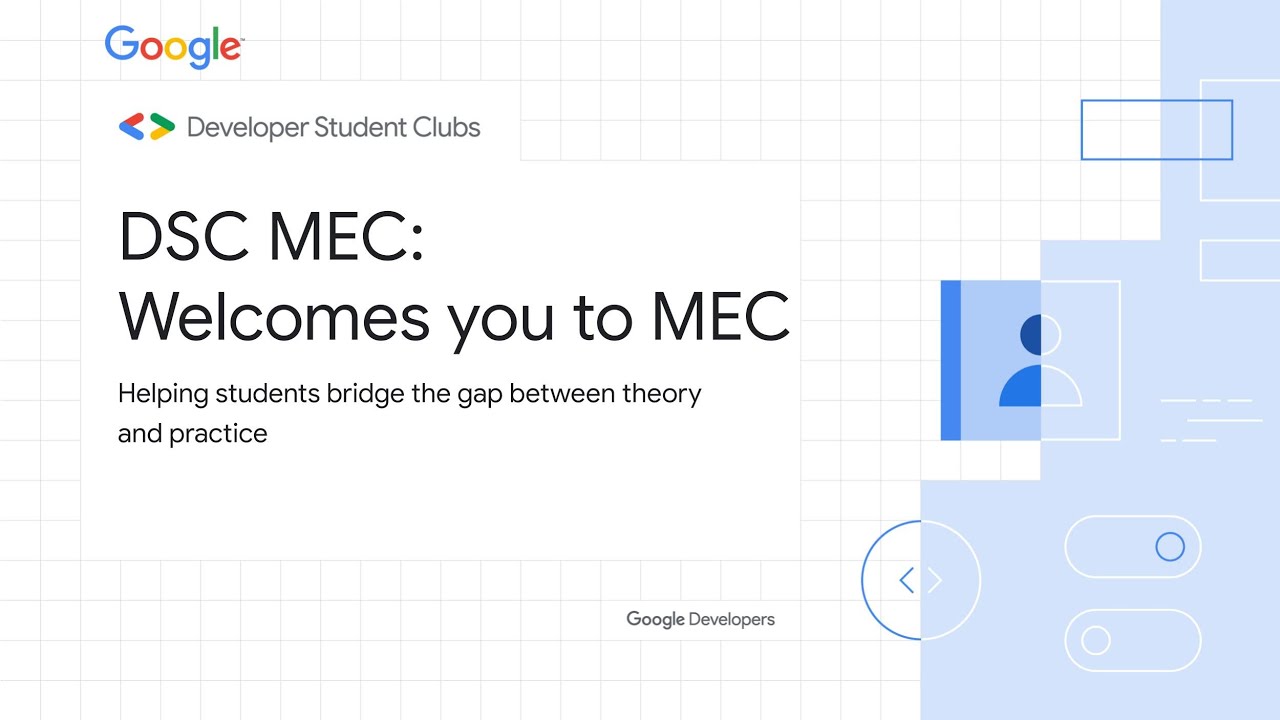 Google
Developer Student Clubs
DSC MEC:
Welcomes you to MEC
Helping students bridge the gap between theory
and practice
Google Developers